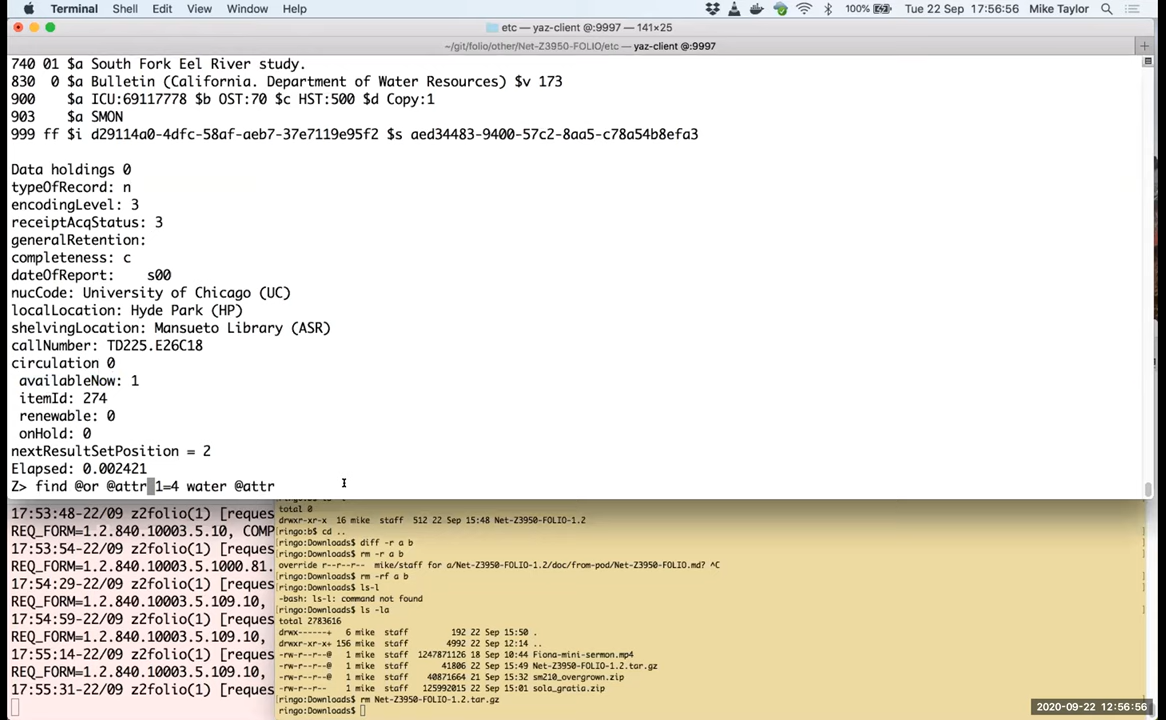 Terminal Shell Edit View Window Help 100% Tue 22 Sep 17:56:56 Mike Taylor
etc — yaz-client @:9997 — 141×25
~/git/folio/other/Net-Z3950-FOLIO/etc — yaz-client @:9997
740 01 $a South Fork Eel River study.
830  0 $a Bulletin (California. Department of Water Resources) $v 173
900    $a ICU:69117778 $b OST:70 $c HST:500 $d Copy:1
903    $a SMON
999 ff $i d29114a0-4dfc-58af-aeb7-37e7119e95f2 $s aed34483-9400-57c2-8aa5-c78a54b8efa3
Data holdings 0
typeOfRecord: n
encodingLevel: 3
receiptAcqStatus: 3
generalRetention:
completeness: c
dateOfReport:    s00
nucCode: University of Chicago (UC)
localLocation: Hyde Park (HP)
shelvingLocation: Mansueto Library (ASR)
callNumber: TD225.E26C18
circulation 0
 availableNow: 1
 itemId: 274
 renewable: 0
 onHold: 0
nextResultSetPosition = 2
Elapsed: 0.002421
Z> find @or @attr 1=4 water @attr
17:53:48-22/09 z2folio(1) [reques
REQ_FORM=1.2.840.10003.5.10, COMP
17:53:54-22/09 z2folio(1) [reques
REQ_FORM=1.2.840.10003.5.1000.81.
17:54:29-22/09 z2folio(1) [reques
REQ_FORM=1.2.840.10003.5.109.10,
17:54:59-22/09 z2folio(1) [reques
REQ_FORM=1.2.840.10003.5.109.10,
17:55:14-22/09 z2folio(1) [reques
REQ_FORM=1.2.840.10003.5.109.10,
17:55:31-22/09 z2folio(1) [reques
total 0
drwxr-xr-x  16 mike  staff  512 22 Sep 15:48 Net-Z3950-FOLIO-1.2
ringo:b$ cd ..
ringo:Downloads$ diff -r a b
ringo:Downloads$ rm -r a b
override r--r--r--  mike/staff for a/Net-Z3950-FOLIO-1.2/doc/from-pod/Net-Z3950-FOLIO.md? ^C
ringo:Downloads$ rm -rf a b
ringo:Downloads$ ls-l
-bash: ls-l: command not found
ringo:Downloads$ ls -la
total 2783616
drwx------+   6 mike  staff         192 22 Sep 15:50 .
drwxr-xr-x+ 156 mike  staff        4992 22 Sep 12:14 ..
-rw-r--r--@   1 mike  staff  1247871126 18 Sep 10:44 Fiona-mini-sermon.mp4
-rw-r--r--@   1 mike  staff       41806 22 Sep 15:49 Net-Z3950-FOLIO-1.2.tar.gz
-rw-r--r--@   1 mike  staff    40871664 21 Sep 15:32 sm210_overgrown.zip
-rw-r--r--    1 mike  staff   125992015 22 Sep 15:01 sola_gratia.zip
ringo:Downloads$ rm Net-Z3950-FOLIO-1.2.tar.gz
ringo:Downloads$
2020-09-22 12:56:56